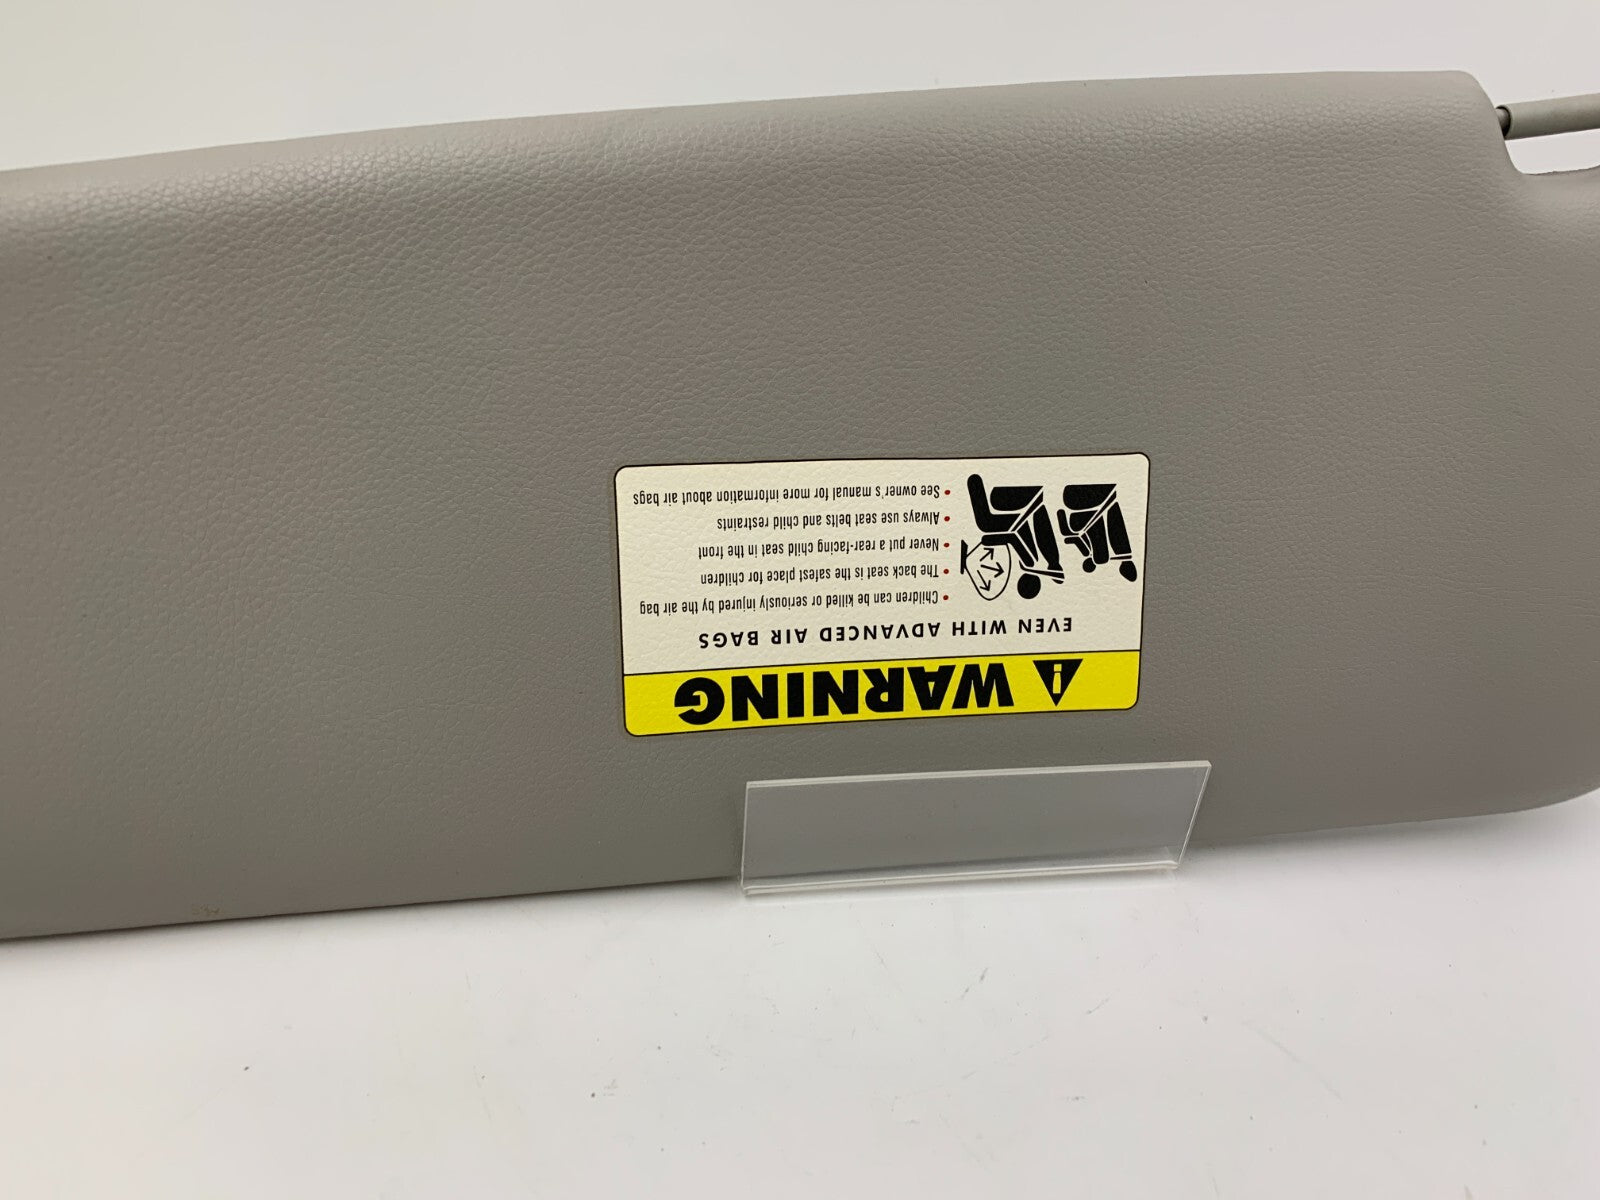 WARNING
EVEN WITH ADVANCED AIR BAGS
• Children can be killed or seriously injured by the air bag
• The back seat is the safest place for children
• Never put a rear-facing child seat in the front
• Always use seat belts and child restraints
• See owner's manual for more information about air bags